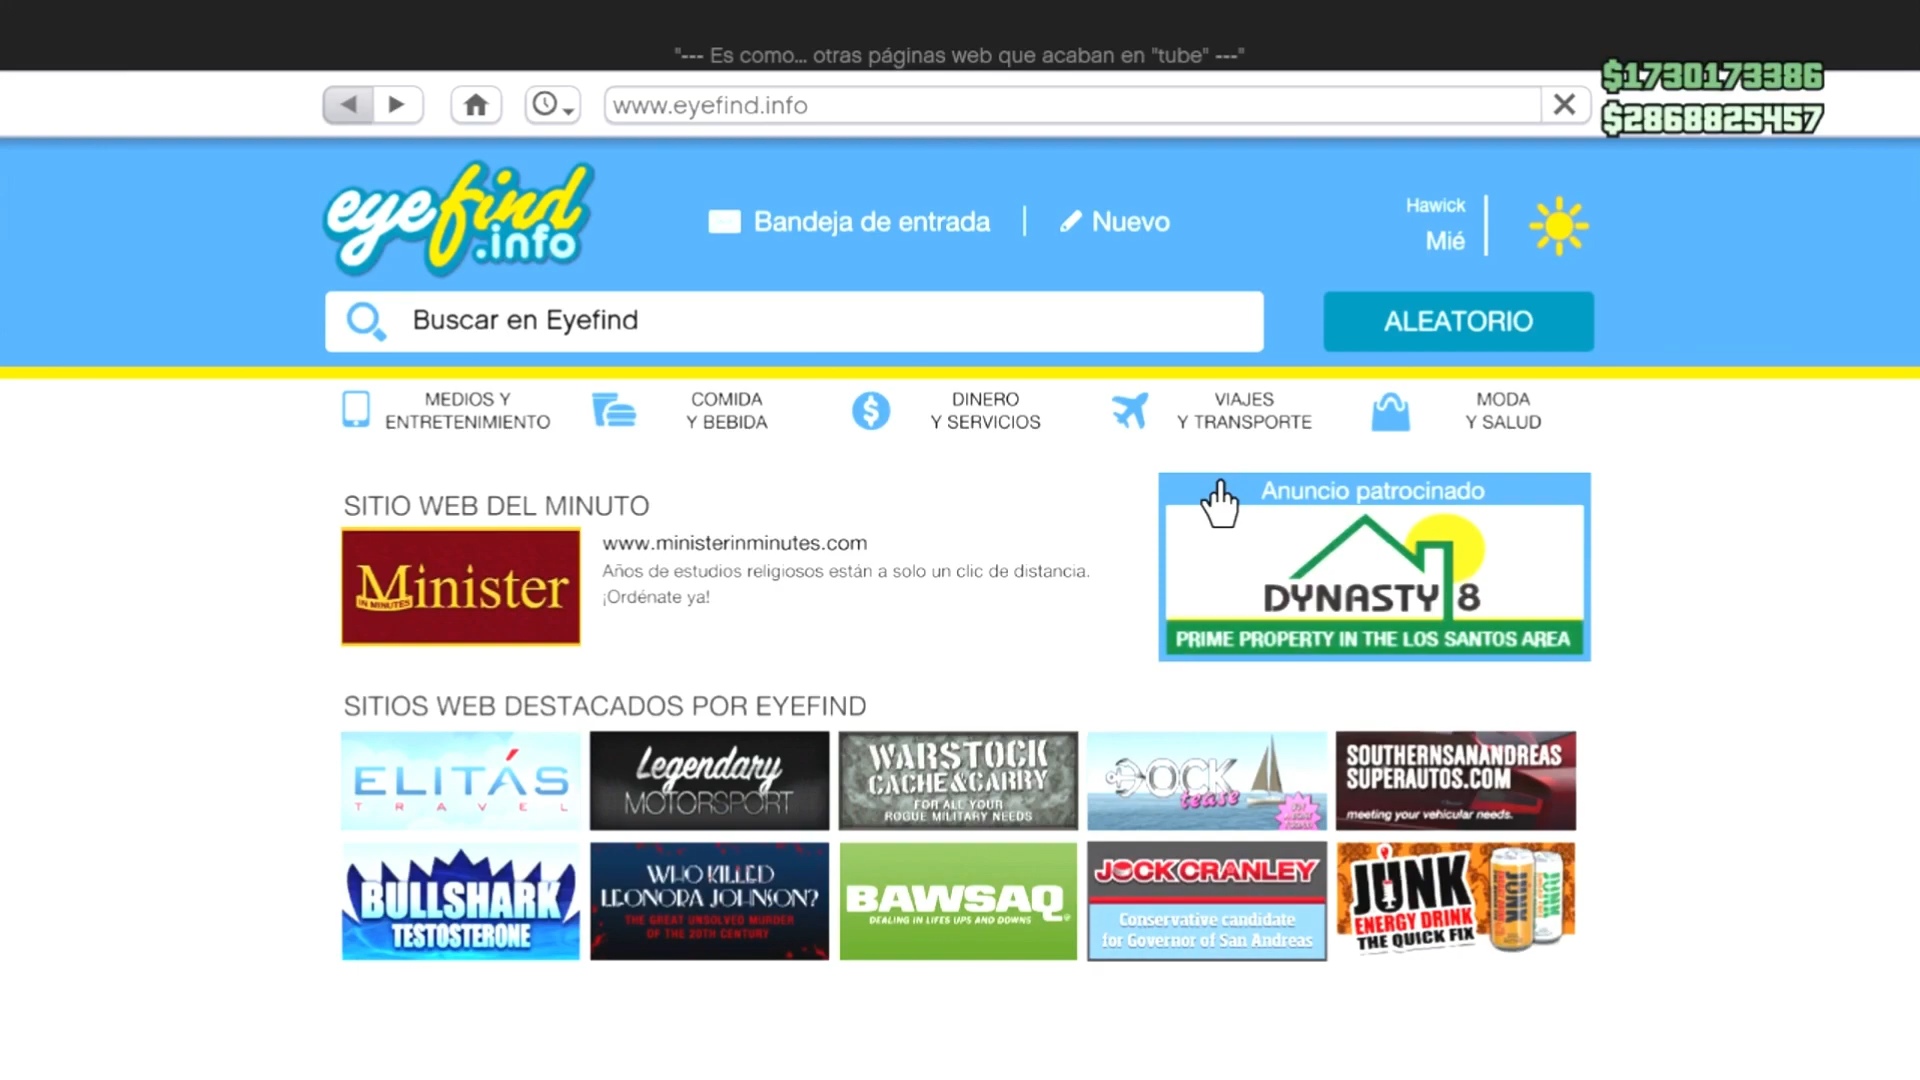 "--- Es como... otras páginas web que acaban en "tube" ---"
$1730173386
www.eyefind.info
$2868825457
eyefind
.info
Bandeja de entrada
Nuevo
Hawick
Mié
Buscar en Eyefind
ALEATORIO
MEDIOS Y
ENTRETENIMIENTO
COMIDA
Y BEBIDA
DINERO
Y SERVICIOS
VIAJES
Y TRANSPORTE
MODA
Y SALUD
SITIO WEB DEL MINUTO
Minister
IN MINUTES
www.ministerinminutes.com
Años de estudios religiosos están a solo un clic de distancia.
¡Ordénate ya!
Anuncio patrocinado
DYNASTY 8
PRIME PROPERTY IN THE LOS SANTOS AREA
SITIOS WEB DESTACADOS POR EYEFIND
ELITÁS
TRAVEL
Legendary
MOTORSPORT
WARSTOCK
CACHE & CARRY
FOR ALL YOUR
ROGUE MILITARY NEEDS
DOCK
tease
SOUTHERNSANANDREAS
SUPERAUTOS.COM
meeting your vehicular needs.
BULLSHARK
TESTOSTERONE
WHO KILLED
LEONORA JOHNSON?
THE GREAT UNSOLVED MURDER
OF THE 20TH CENTURY
BAWSAQ
DEALING IN LIFES UPS AND DOWNS
JOCK CRANLEY
Conservative candidate
for Governor of San Andreas
JUNK
ENERGY DRINK
THE QUICK FIX
JUNK
JUNK